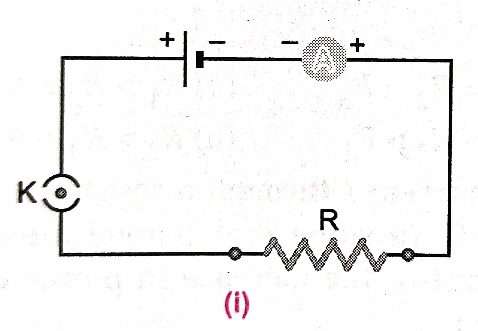 + − − A +
K
R
(i)